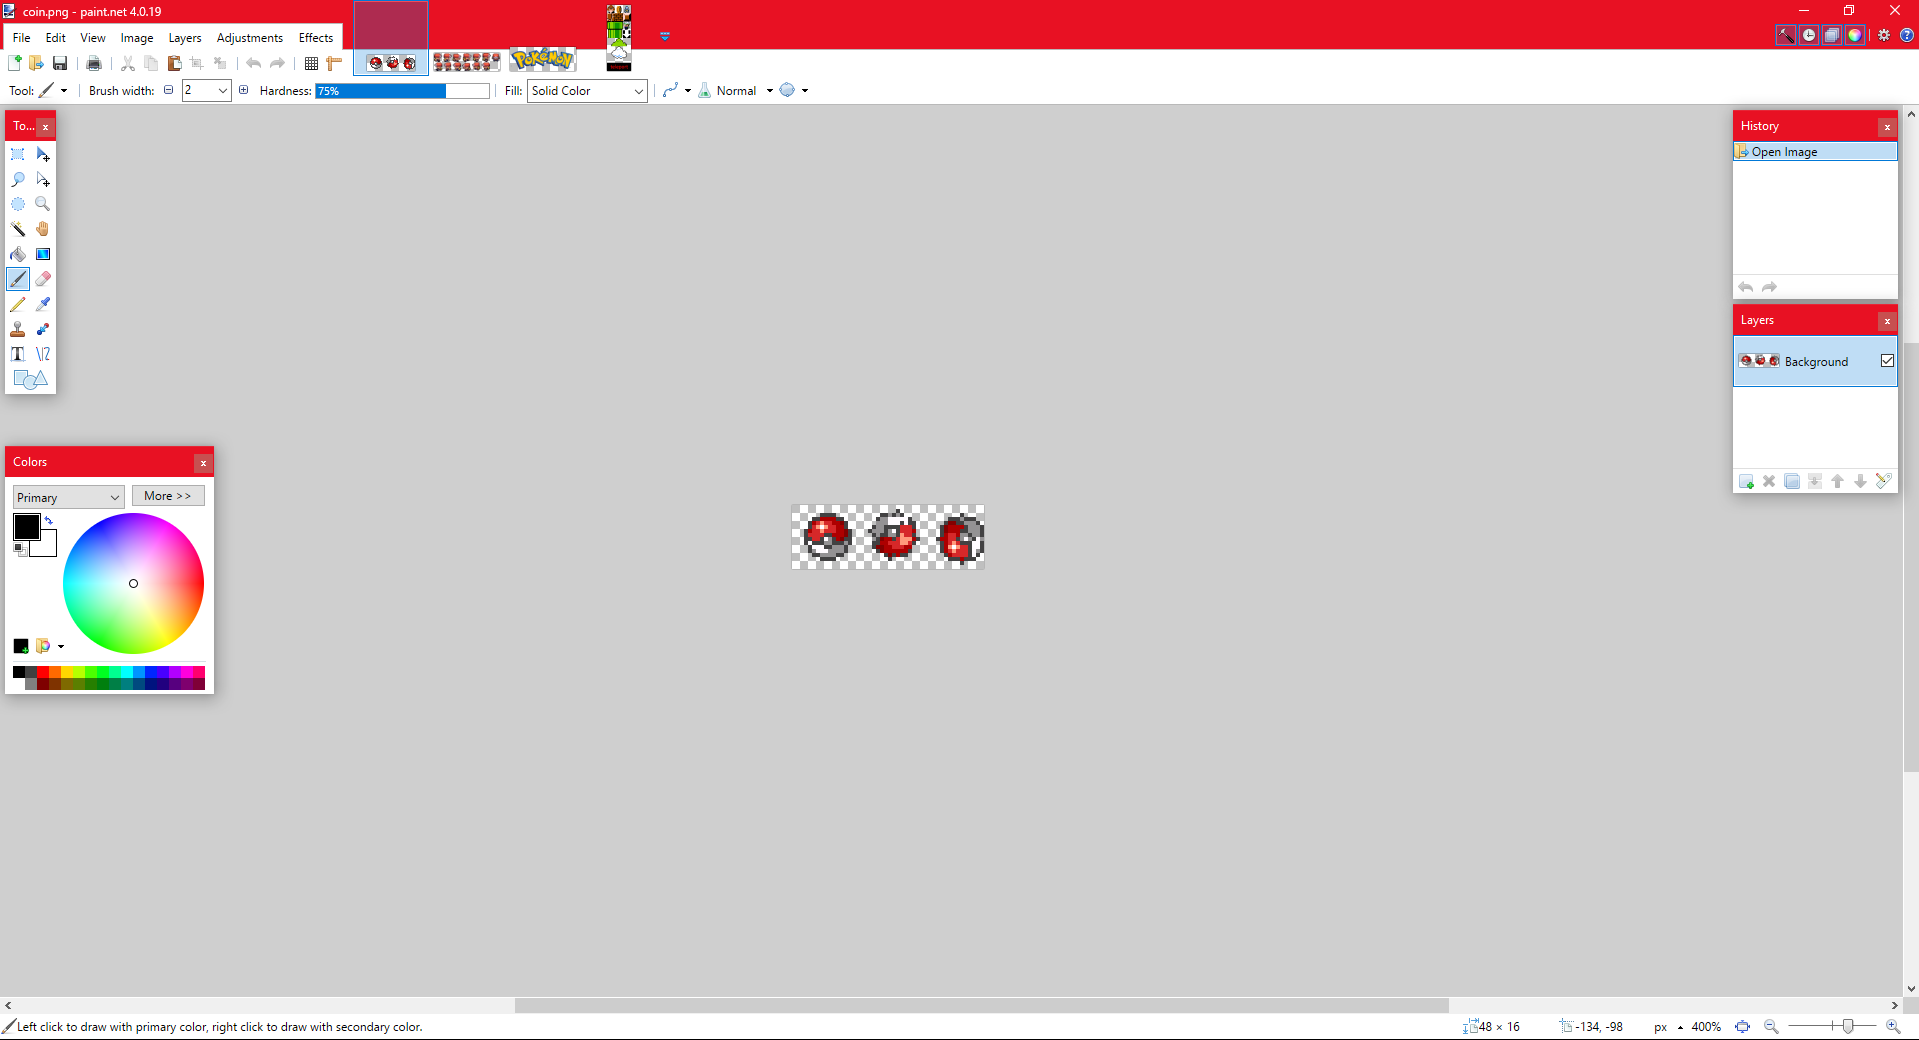 coin.png - paint.net 4.0.19
File Edit View Image Layers Adjustments Effects
POKéMON
Tool: Brush width: 2 Hardness: 75% Fill: Solid Color Normal
To... x
History x
Open Image
Layers x
Background
Colors x
Primary More >>
Left click to draw with primary color, right click to draw with secondary color. 48 × 16 -134, -98 px 400%